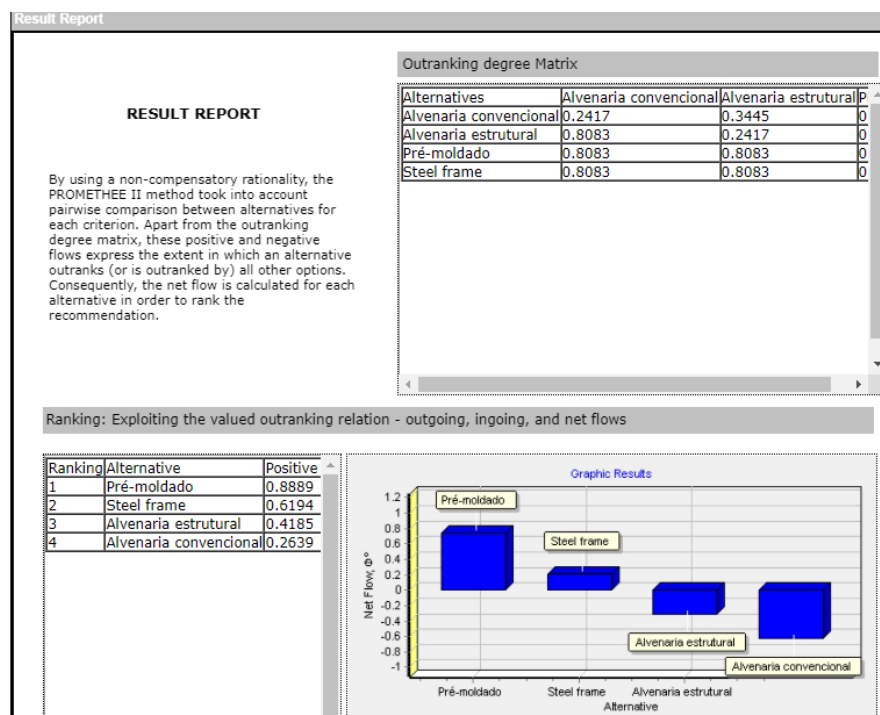 Result Report
RESULT REPORT
By using a non-compensatory rationality, the
PROMETHEE II method took into account
pairwise comparison between alternatives for
each criterion. Apart from the outranking
degree matrix, these positive and negative
flows express the extent in which an alternative
outranks (or is outranked by) all other options.
Consequently, the net flow is calculated for each
alternative in order to rank the
recommendation.
Outranking degree Matrix
Alternatives Alvenaria convencional Alvenaria estrutural P
Alvenaria convencional 0.2417 0.3445 0
Alvenaria estrutural 0.8083 0.2417 0
Pré-moldado 0.8083 0.8083 0
Steel frame 0.8083 0.8083 0
Ranking: Exploiting the valued outranking relation - outgoing, ingoing, and net flows
Ranking Alternative Positive
1 Pré-moldado 0.8889
2 Steel frame 0.6194
3 Alvenaria estrutural 0.4185
4 Alvenaria convencional 0.2639
Graphic Results
Net Flow, Φ°
1.2
1
0.8
0.6
0.4
0.2
0
-0.2
-0.4
-0.6
-0.8
-1
Pré-moldado
Steel frame
Alvenaria estrutural
Alvenaria convencional
Pré-moldado Steel frame Alvenaria estrutural
Alternative